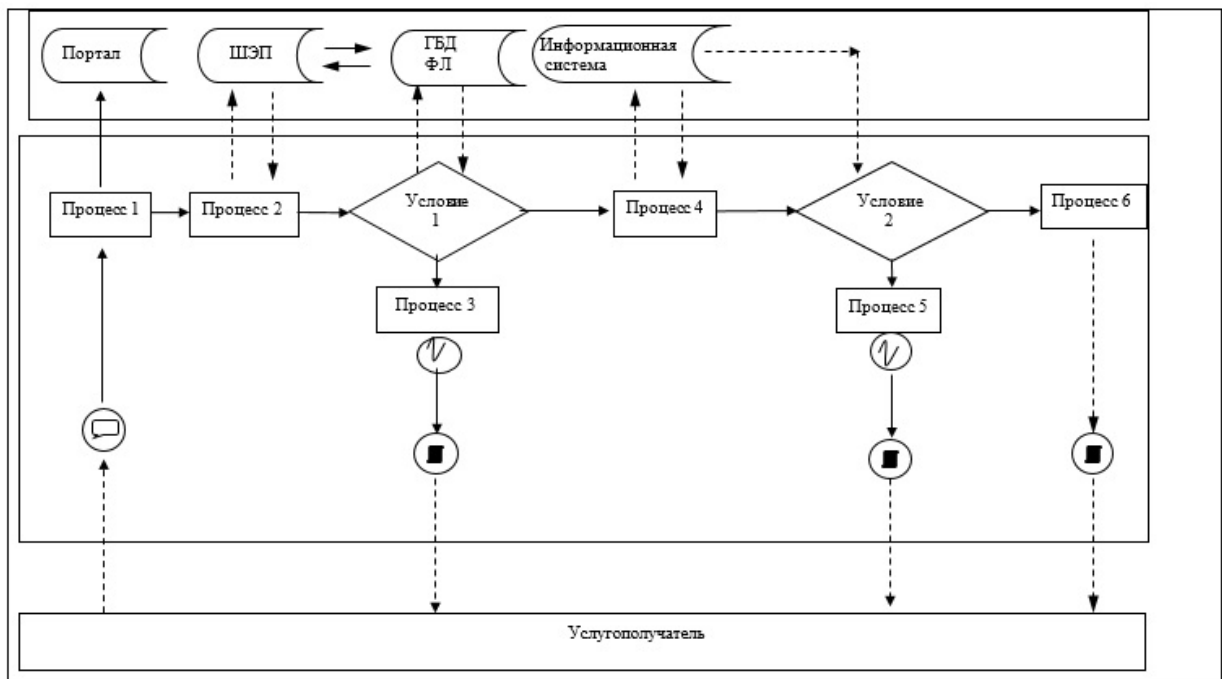 Портал
ШЭП
ГБД
ФЛ
Информационная
система
Процесс 1
Процесс 2
Условие
1
Процесс 4
Условие
2
Процесс 6
Процесс 3
Процесс 5
Услугополучатель